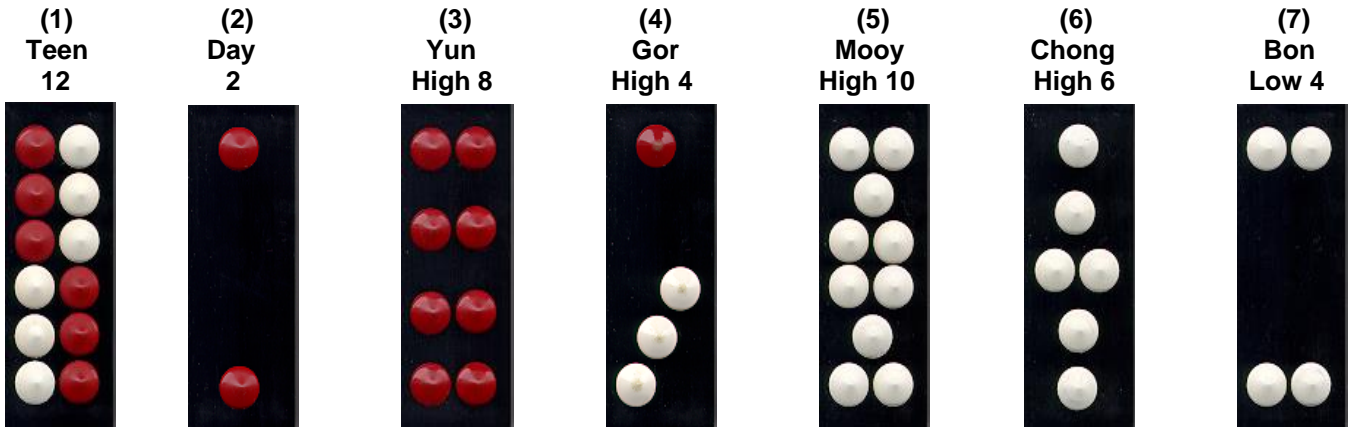 (1)
Teen
12
(2)
Day
2
(3)
Yun
High 8
(4)
Gor
High 4
(5)
Mooy
High 10
(6)
Chong
High 6
(7)
Bon
Low 4